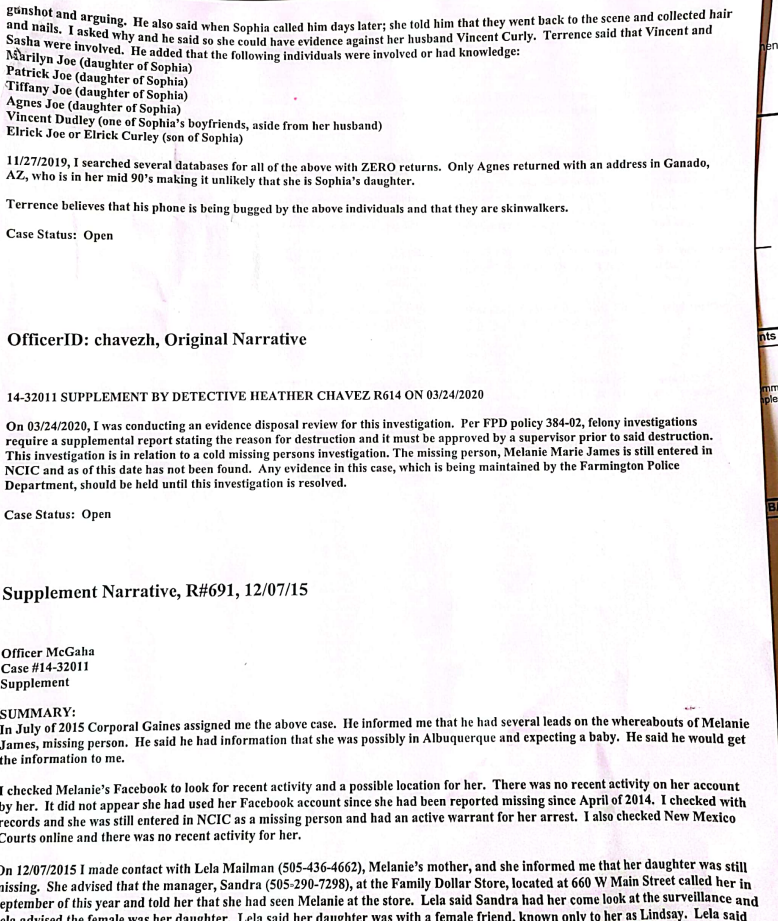 gunshot and arguing. He also said when Sophia called him days later; she told him that they went back to the scene and collected hair
and nails. I asked why and he said so she could have evidence against her husband Vincent Curly. Terrence said that Vincent and
Sasha were involved. He added that the following individuals were involved or had knowledge:
Marilyn Joe (daughter of Sophia)
Patrick Joe (daughter of Sophia)
Tiffany Joe (daughter of Sophia)
Agnes Joe (daughter of Sophia)
Vincent Dudley (one of Sophia's boyfriends, aside from her husband)
Elrick Joe or Elrick Curley (son of Sophia)
11/27/2019, I searched several databases for all of the above with ZERO returns. Only Agnes returned with an address in Ganado,
AZ, who is in her mid 90's making it unlikely that she is Sophia's daughter.
Terrence believes that his phone is being bugged by the above individuals and that they are skinwalkers.
Case Status: Open
OfficerID: chavezh, Original Narrative
14-32011 SUPPLEMENT BY DETECTIVE HEATHER CHAVEZ R614 ON 03/24/2020
On 03/24/2020, I was conducting an evidence disposal review for this investigation. Per FPD policy 384-02, felony investigations
require a supplemental report stating the reason for destruction and it must be approved by a supervisor prior to said destruction.
This investigation is in relation to a cold missing persons investigation. The missing person, Melanie Marie James is still entered in
NCIC and as of this date has not been found. Any evidence in this case, which is being maintained by the Farmington Police
Department, should be held until this investigation is resolved.
Case Status: Open
Supplement Narrative, R#691, 12/07/15
Officer McGaha
Case #14-32011
Supplement
SUMMARY:
In July of 2015 Corporal Gaines assigned me the above case. He informed me that he had several leads on the whereabouts of Melanie
James, missing person. He said he had information that she was possibly in Albuquerque and expecting a baby. He said he would get
the information to me.
I checked Melanie's Facebook to look for recent activity and a possible location for her. There was no recent activity on her account
by her. It did not appear she had used her Facebook account since she had been reported missing since April of 2014. I checked with
records and she was still entered in NCIC as a missing person and had an active warrant for her arrest. I also checked New Mexico
Courts online and there was no recent activity for her.
On 12/07/2015 I made contact with Lela Mailman (505-436-4662), Melanie's mother, and she informed me that her daughter was still
missing. She advised that the manager, Sandra (505-290-7298), at the Family Dollar Store, located at 660 W Main Street called her in
eptember of this year and told her that she had seen Melanie at the store. Lela said Sandra had her come look at the surveillance and
advised the female was her daughter. Lela said her daughter was with a female friend, known only to her as Lindsay. Lela said